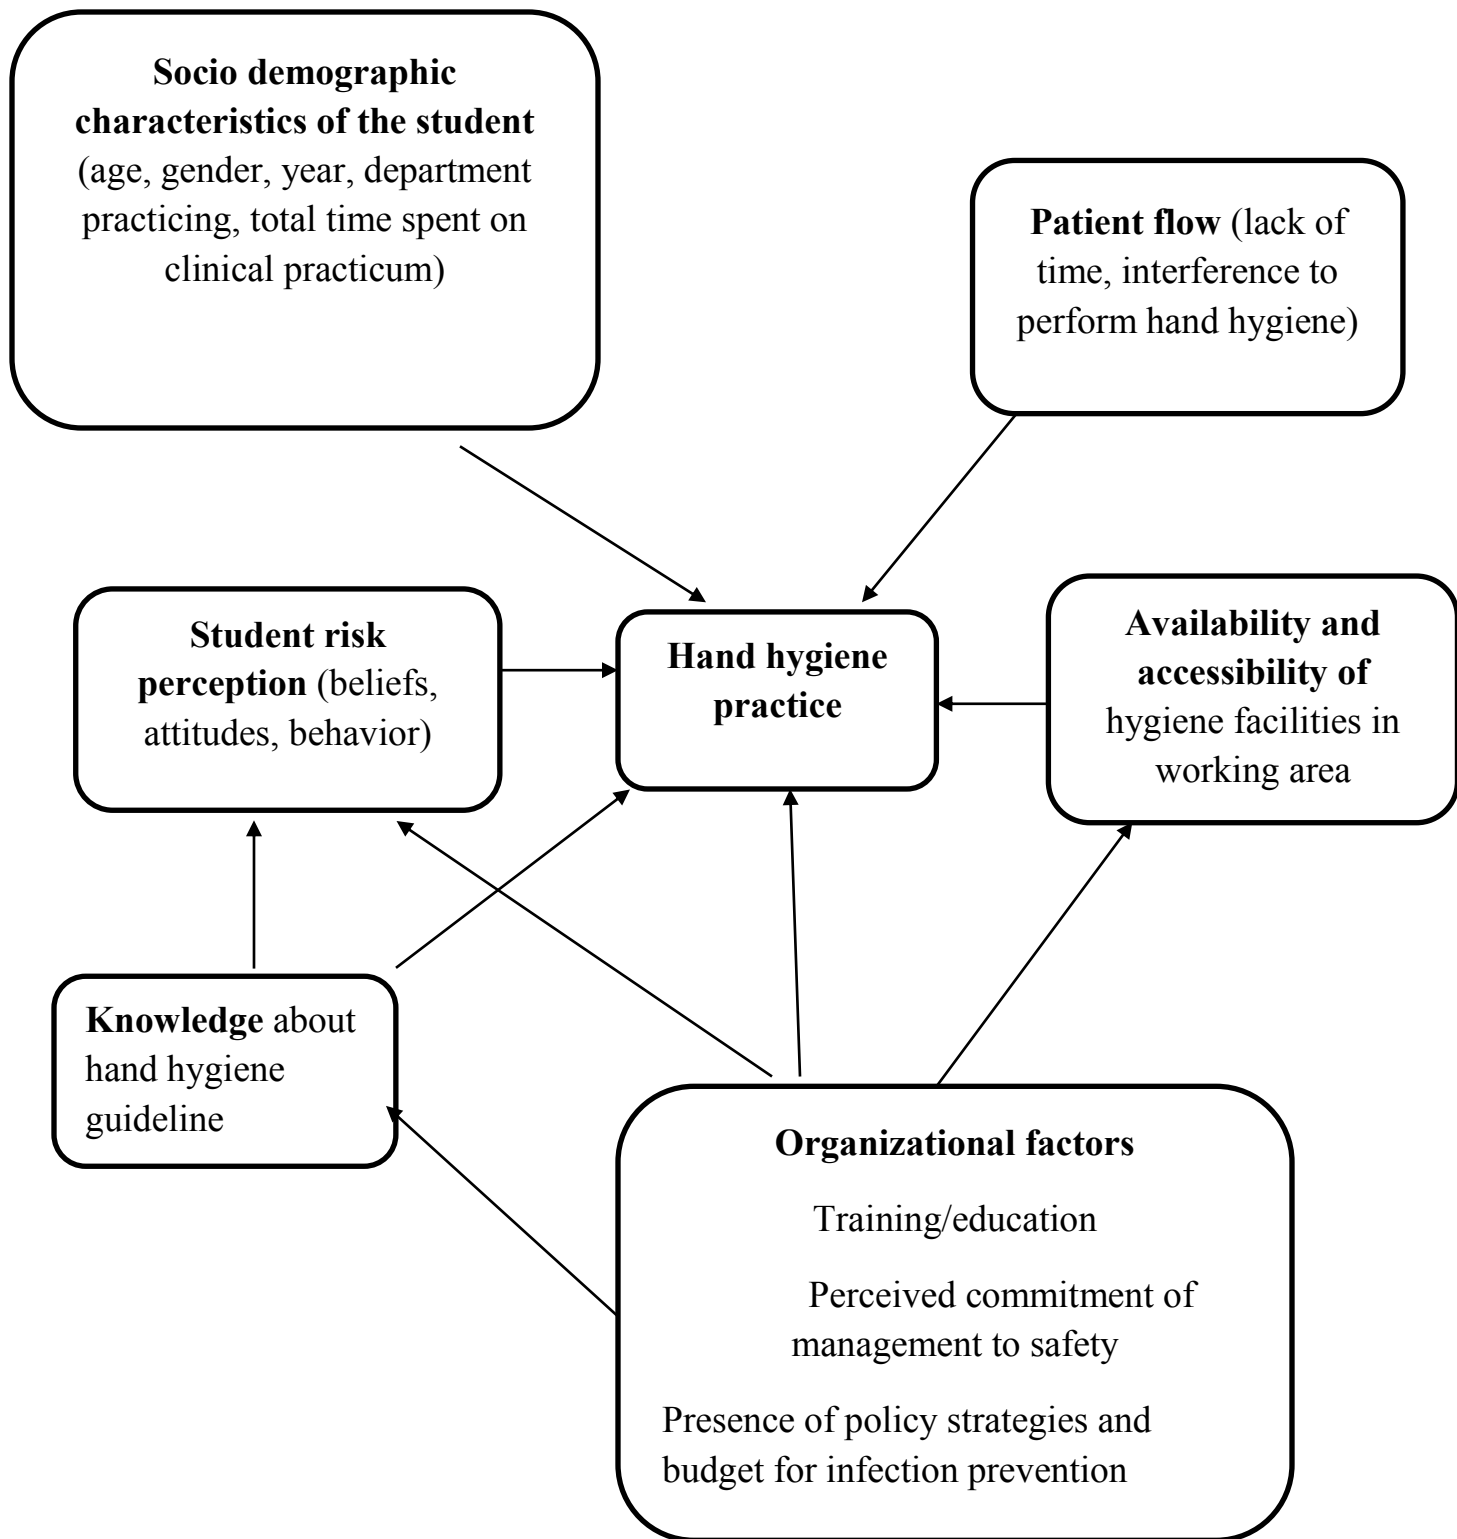 Socio demographic
characteristics of the student
(age, gender, year, department
practicing, total time spent on
clinical practicum)
Patient flow (lack of
time, interference to
perform hand hygiene)
Student risk
perception (beliefs,
attitudes, behavior)
Hand hygiene
practice
Availability and
accessibility of
hygiene facilities in
working area
Knowledge about
hand hygiene
guideline
Organizational factors
Training/education
Perceived commitment of
management to safety
Presence of policy strategies and
budget for infection prevention